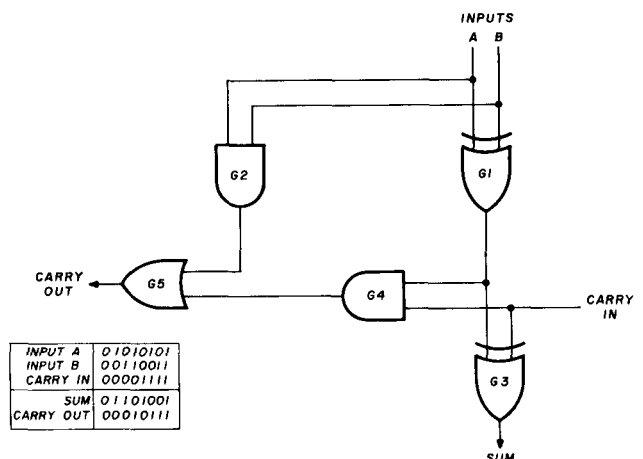 INPUTS
A B
G2
G1
CARRY OUT
G5
G4
CARRY IN
G3
INPUT A 01010101
INPUT B 00110011
CARRY IN 00001111
SUM 01101001
CARRY OUT 00010111
SUM